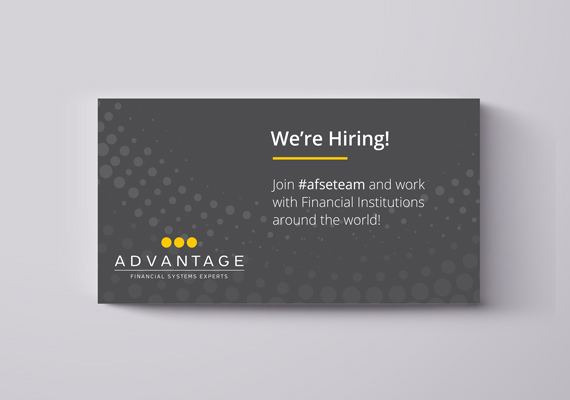 We're Hiring!
Join #afseteam and work
with Financial Institutions
around the world!
ADVANTAGE
FINANCIAL SYSTEMS EXPERTS